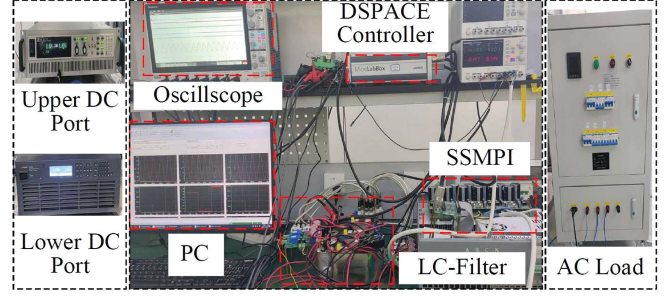 DSPACE
Controller
Upper DC
Port
Oscillscope
MicroLabBox
SSMPI
Lower DC
Port
PC
LC-Filter
AC Load